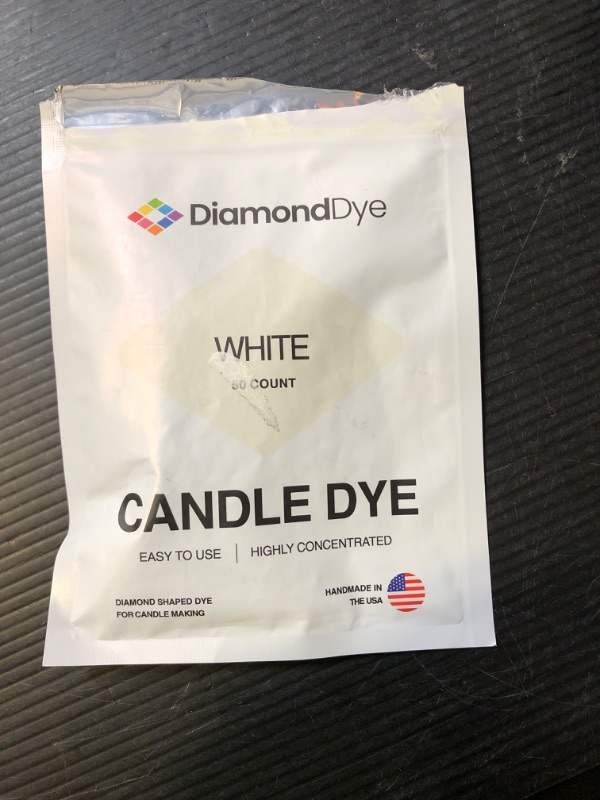 DiamondDye
WHITE
50 COUNT
CANDLE DYE
EASY TO USE | HIGHLY CONCENTRATED
DIAMOND SHAPED DYE
FOR CANDLE MAKING
HANDMADE IN
THE USA